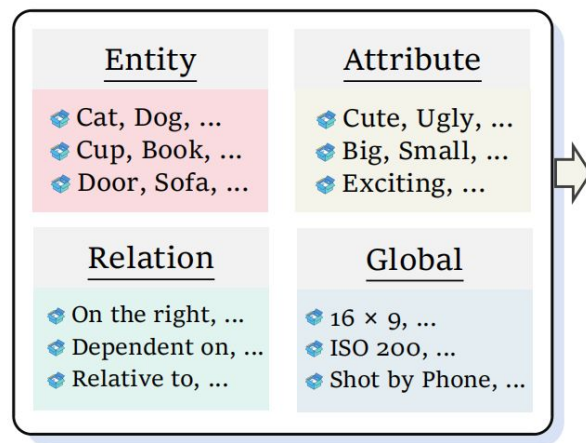 Entity
Cat, Dog, ...
Cup, Book, ...
Door, Sofa, ...
Attribute
Cute, Ugly, ...
Big, Small, ...
Exciting, ...
Relation
On the right, ...
Dependent on, ...
Relative to, ...
Global
16 × 9, ...
ISO 200, ...
Shot by Phone, ...